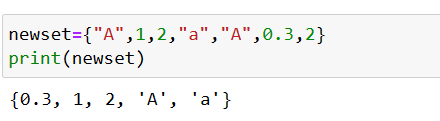 newset={"A",1,2,"a","A",0.3,2}
print(newset)
{0.3, 1, 2, 'A', 'a'}